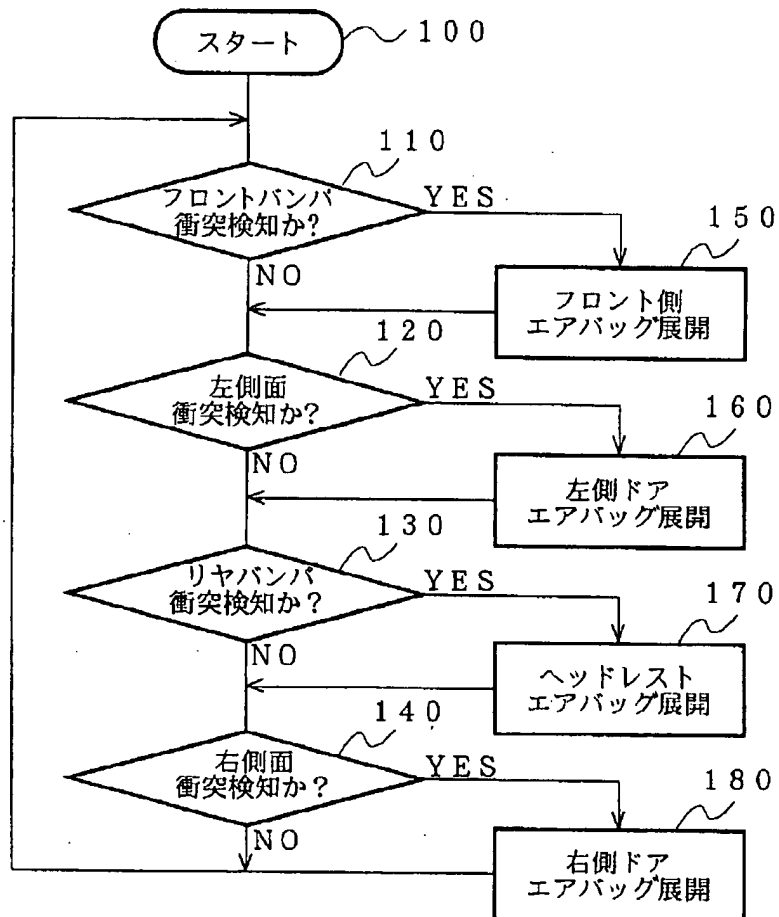 スタート
100
110
フロントバンパ
衝突検知か?
YES
NO
150
フロント側
エアバッグ展開
120
左側面
衝突検知か?
YES
NO
160
左側ドア
エアバッグ展開
130
リヤバンパ
衝突検知か?
YES
NO
170
ヘッドレスト
エアバッグ展開
140
右側面
衝突検知か?
YES
NO
180
右側ドア
エアバッグ展開